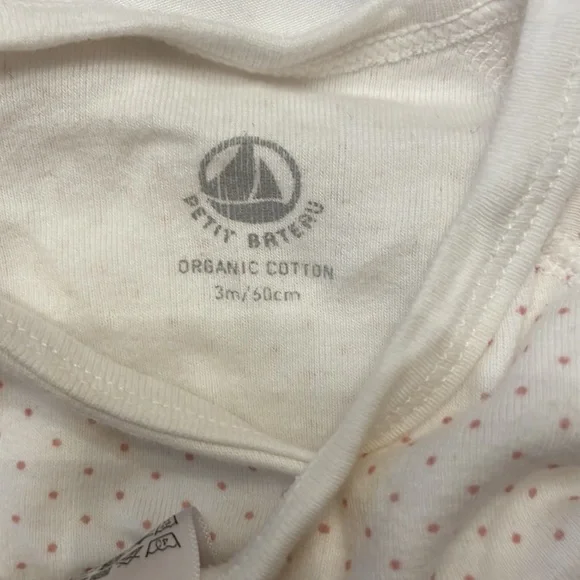 PETIT BATEAU
ORGANIC COTTON
3m/60cm